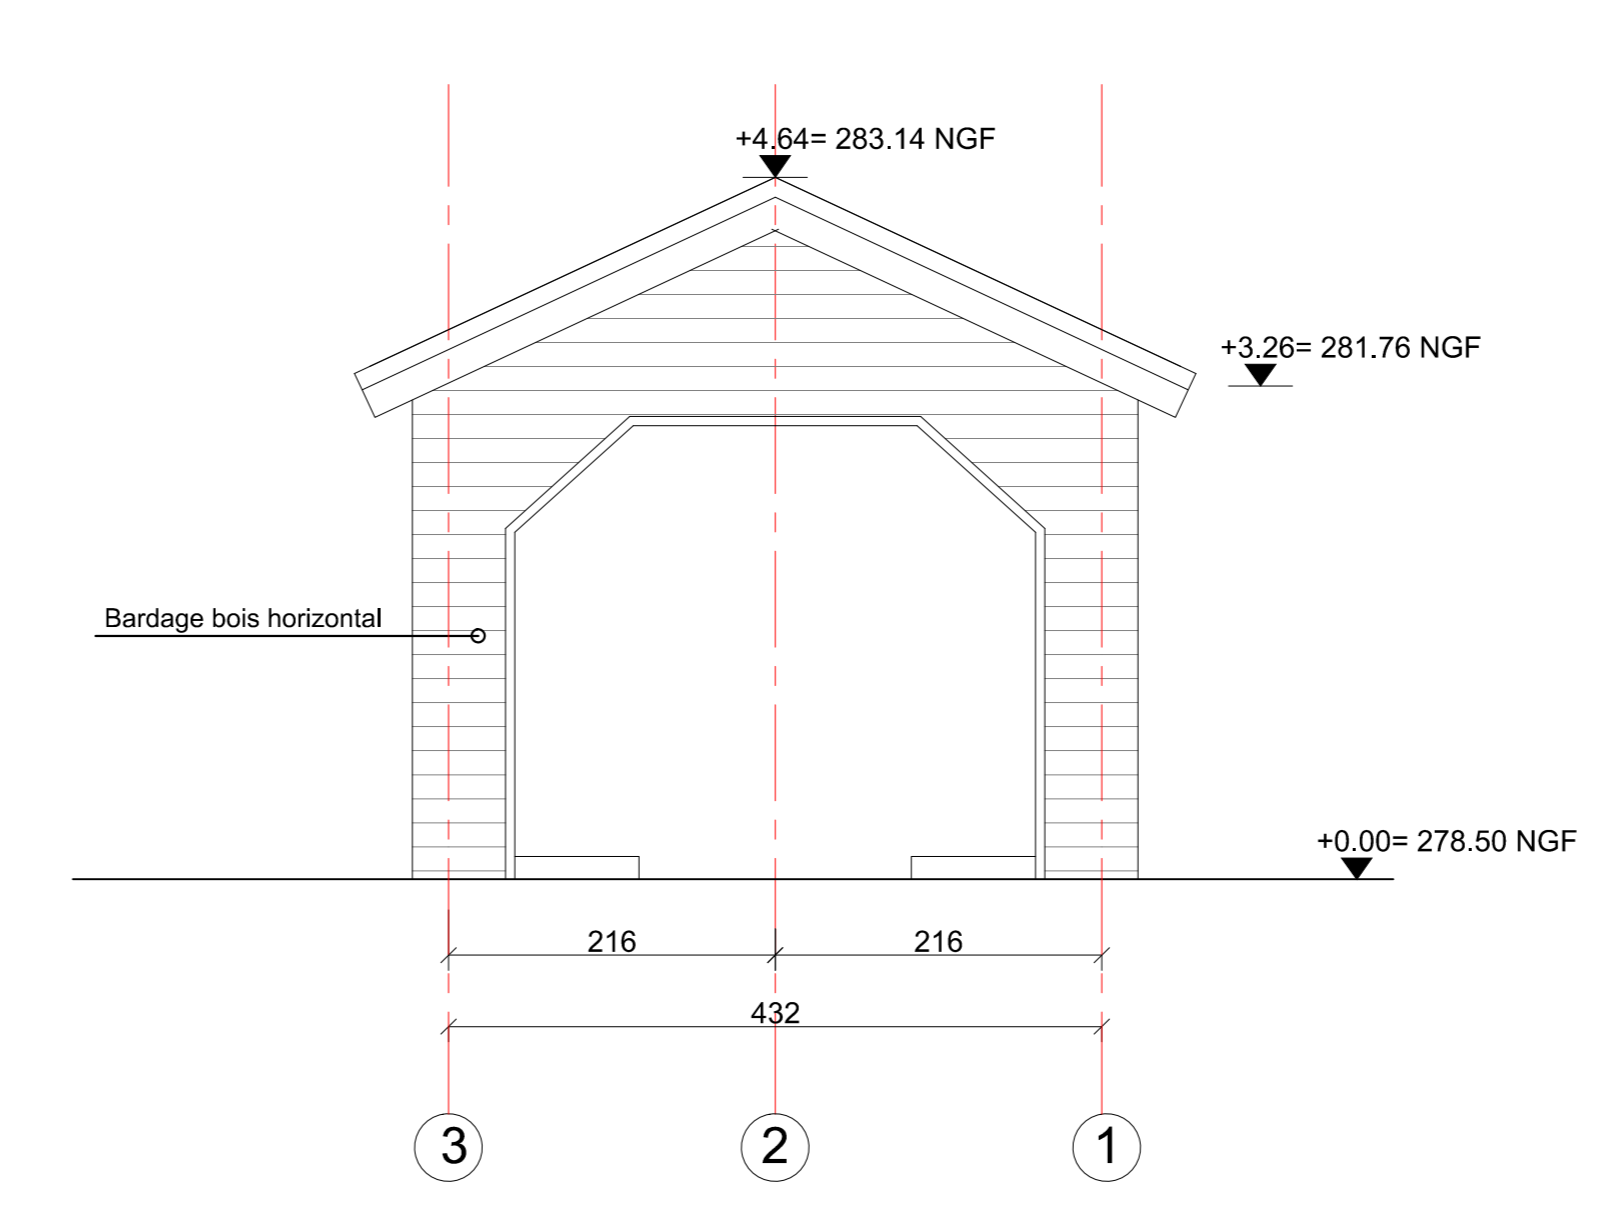 +4.64= 283.14 NGF
+3.26= 281.76 NGF
Bardage bois horizontal
+0.00= 278.50 NGF
216
216
432
3
2
1